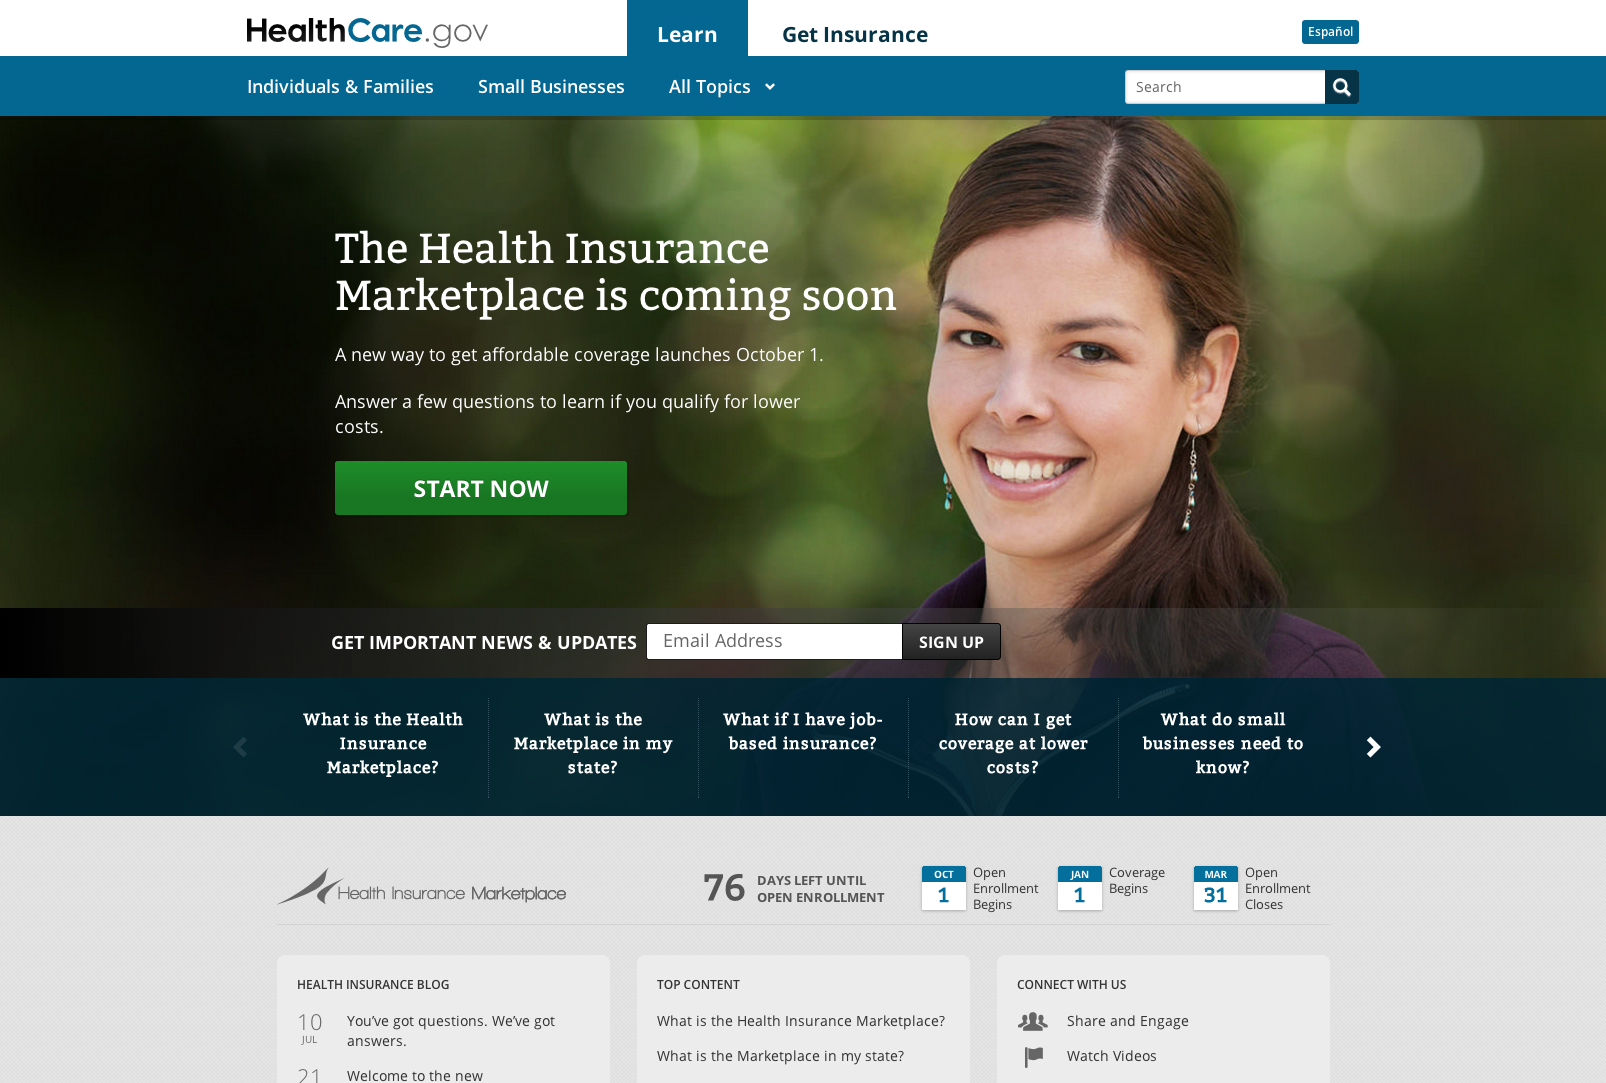 HealthCare.gov
Learn
Get Insurance
Español
Individuals & Families
Small Businesses
All Topics
Search
The Health Insurance
Marketplace is coming soon
A new way to get affordable coverage launches October 1.
Answer a few questions to learn if you qualify for lower
costs.
START NOW
GET IMPORTANT NEWS & UPDATES
Email Address
SIGN UP
What is the Health
Insurance
Marketplace?
What is the
Marketplace in my
state?
What if I have job-
based insurance?
How can I get
coverage at lower
costs?
What do small
businesses need to
know?
Health Insurance Marketplace
76
DAYS LEFT UNTIL
OPEN ENROLLMENT
OCT
1
Open
Enrollment
Begins
JAN
1
Coverage
Begins
MAR
31
Open
Enrollment
Closes
HEALTH INSURANCE BLOG
10
JUL
You’ve got questions. We’ve got
answers.
21
Welcome to the new
TOP CONTENT
What is the Health Insurance Marketplace?
What is the Marketplace in my state?
CONNECT WITH US
Share and Engage
Watch Videos